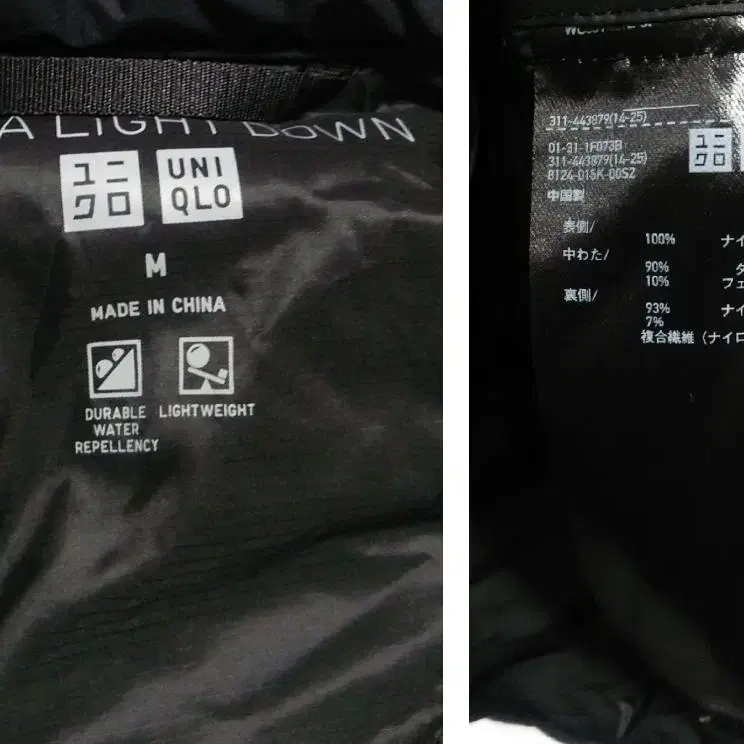 A LIGHT DOWN
ユニ
クロ
UNI
QLO
M
MADE IN CHINA
DURABLE
WATER
REPELLENCY
LIGHTWEIGHT
311-443879(14-25)
01-31-1F073B
311-443879(14-25)
8124-015K-00SZ
中国製
ユニ
クロ
表側/
100% ナイ
中わた/
90% ダ
10% フェ
裏側/
93% ナイ
7%
複合繊維(ナイロ